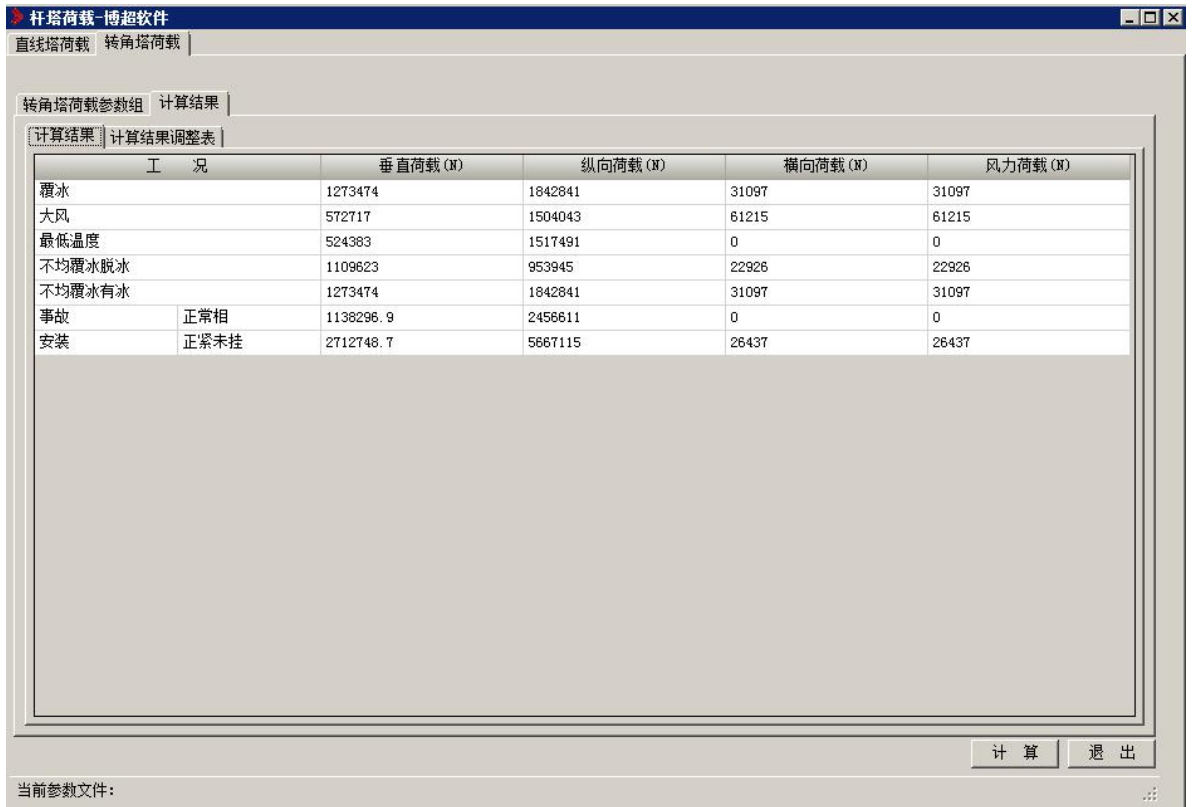 杆塔荷载-博超软件
直线塔荷载 转角塔荷载
转角塔荷载参数组 计算结果
计算结果 计算结果调整表
工 况 垂直荷载(N) 纵向荷载(N) 横向荷载(N) 风力荷载(N)
覆冰 1273474 1842841 31097 31097
大风 572717 1504043 61215 61215
最低温度 524383 1517491 0 0
不均覆冰脱冰 1109623 953945 22926 22926
不均覆冰有冰 1273474 1842841 31097 31097
事故 正常相 1138296.9 2456611 0 0
安装 正紧未挂 2712748.7 5667115 26437 26437
计 算 退 出
当前参数文件: